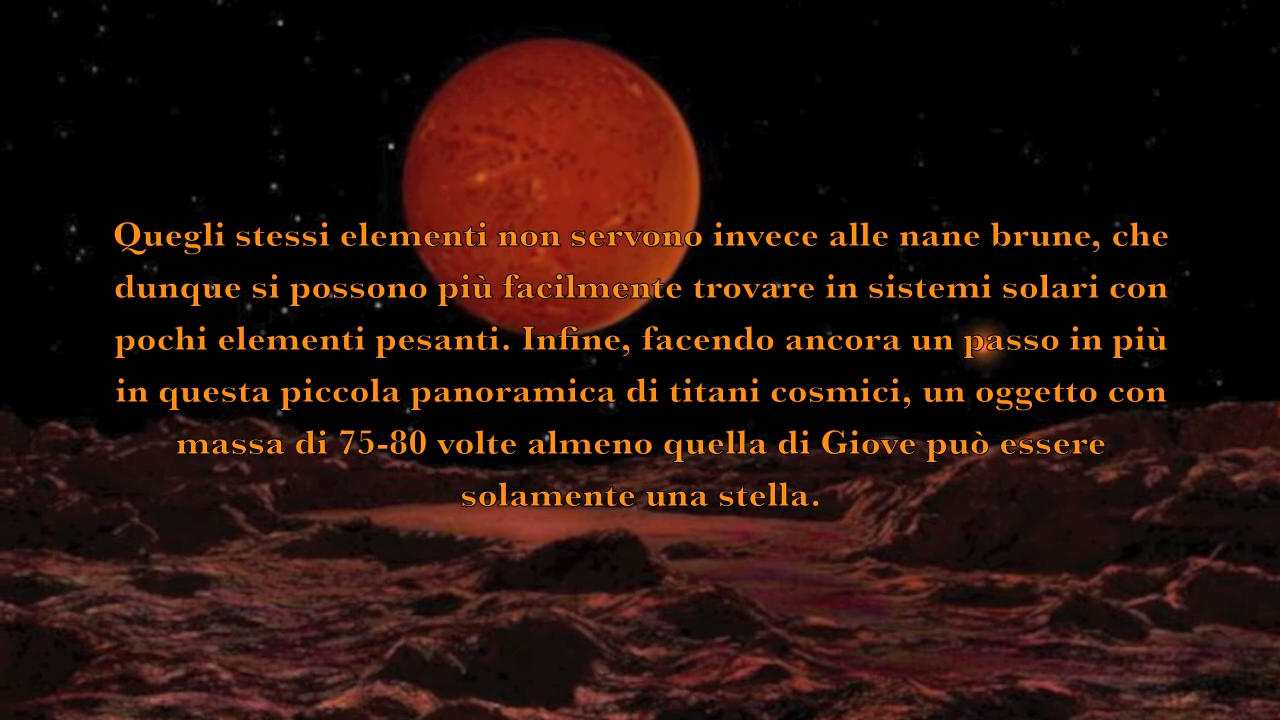 Quegli stessi elementi non servono invece alle nane brune, che
dunque si possono più facilmente trovare in sistemi solari con
pochi elementi pesanti. Infine, facendo ancora un passo in più
in questa piccola panoramica di titani cosmici, un oggetto con
massa di 75-80 volte almeno quella di Giove può essere
solamente una stella.